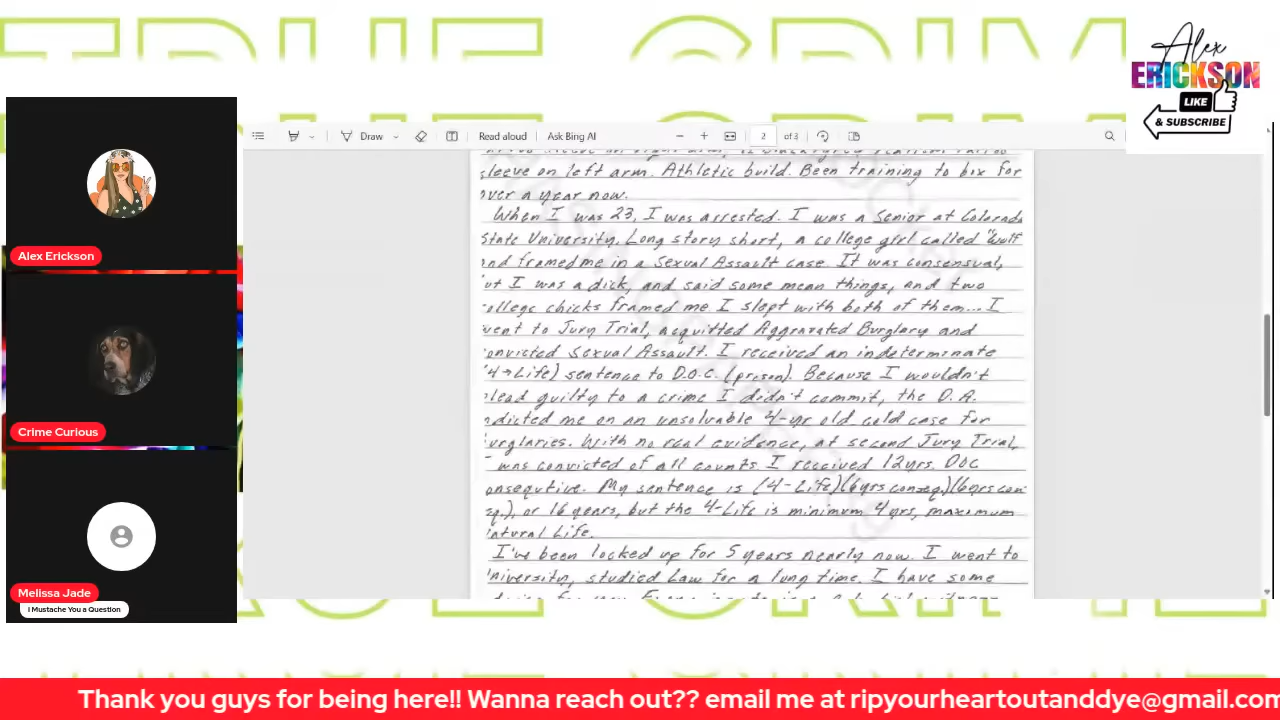 TRUE CRIME
Alex
ERICKSON
LIKE
& SUBSCRIBE
Draw
Read aloud
Ask Bing AI
2
of 3
sleeve on left arm. Athletic build. Been training to box for
over a year now.
When I was 23, I was arrested. I was a Senior at Colorado
State University. Long story short, a college girl called "wolf"
and framed me in a Sexual Assault case. It was consensual,
but I was a dick, and said some mean things, and two
college chicks framed me. I slept with both of them... I
went to Jury Trial, acquitted Aggravated Burglary and
convicted Sexual Assault. I received an indeterminate
(4→Life) sentence to D.O.C. (prison). Because I wouldn't
plead guilty to a crime I didn't commit, the D.A.
indicted me on an unsolvable 4-yr old cold case for
burglaries. With no real evidence, at second Jury Trial,
I was convicted of all counts. I received 12yrs. DOC
consequtive. My sentence is (4-Life)(6yrs conseq.)(6yrs con
seq.), or 16 years, but the 4-Life is minimum 4yrs, maximum
natural Life.
I've been locked up for 5 years nearly now. I went to
University, studied Law for a long time. I have some
Alex Erickson
Crime Curious
Melissa Jade
I Mustache You a Question
Thank you guys for being here!! Wanna reach out?? email me at ripyourheartoutanddye@gmail.com